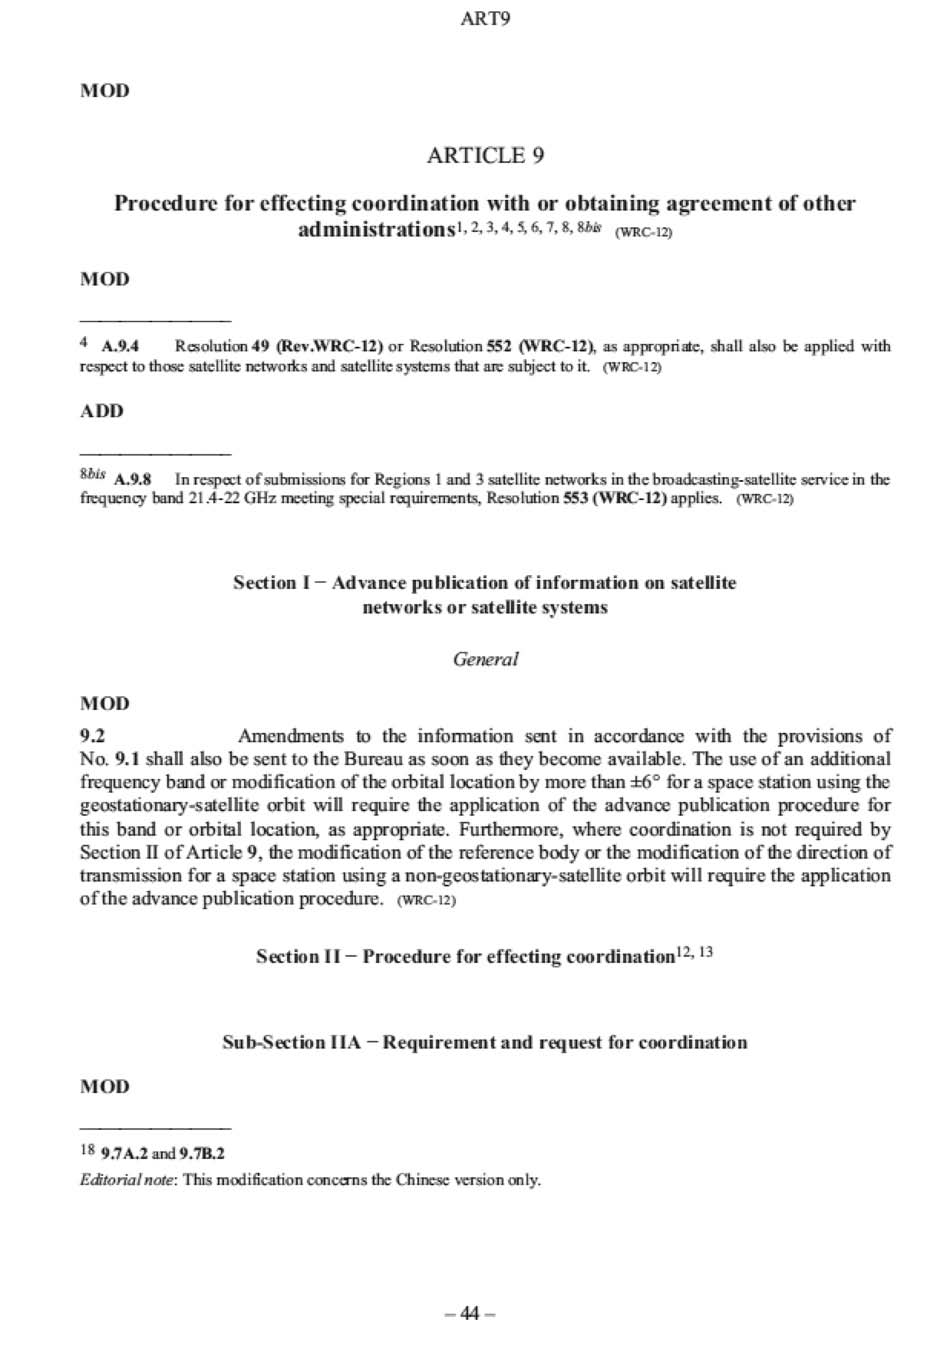 ART9
MOD
ARTICLE 9
Procedure for effecting coordination with or obtaining agreement of other
administrations1, 2, 3, 4, 5, 6, 7, 8, 8bis (WRC-12)
MOD
4 A.9.4 Resolution 49 (Rev.WRC-12) or Resolution 552 (WRC-12), as appropriate, shall also be applied with
respect to those satellite networks and satellite systems that are subject to it. (WRC-12)
ADD
8bis A.9.8 In respect of submissions for Regions 1 and 3 satellite networks in the broadcasting-satellite service in the
frequency band 21.4-22 GHz meeting special requirements, Resolution 553 (WRC-12) applies. (WRC-12)
Section I – Advance publication of information on satellite
networks or satellite systems
General
MOD
9.2 Amendments to the information sent in accordance with the provisions of
No. 9.1 shall also be sent to the Bureau as soon as they become available. The use of an additional
frequency band or modification of the orbital location by more than ±6° for a space station using the
geostationary-satellite orbit will require the application of the advance publication procedure for
this band or orbital location, as appropriate. Furthermore, where coordination is not required by
Section II of Article 9, the modification of the reference body or the modification of the direction of
transmission for a space station using a non-geostationary-satellite orbit will require the application
of the advance publication procedure. (WRC-12)
Section II – Procedure for effecting coordination12, 13
Sub-Section IIA – Requirement and request for coordination
MOD
18 9.7A.2 and 9.7B.2
Editorial note: This modification concerns the Chinese version only.
– 44 –